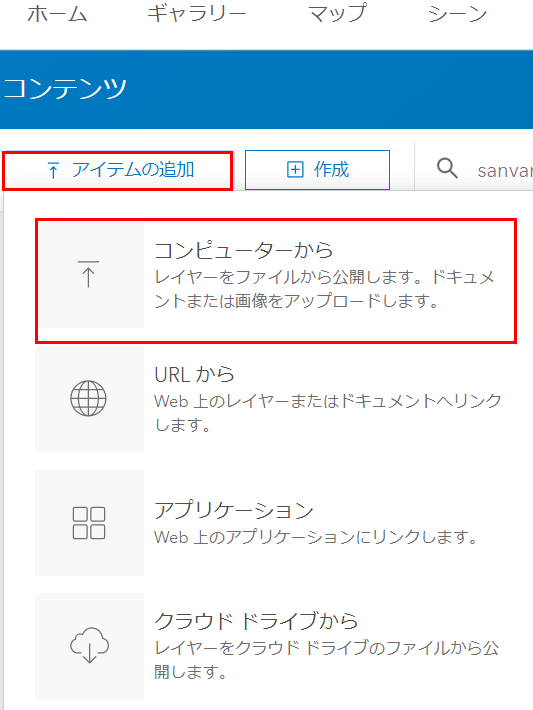 ホーム ギャラリー マップ シーン
コンテンツ
アイテムの追加 作成
コンピューターから
レイヤーをファイルから公開します。ドキュメ
ントまたは画像をアップロードします。
URL から
Web 上のレイヤーまたはドキュメントへリンク
します。
アプリケーション
Web 上のアプリケーションにリンクします。
クラウド ドライブから
レイヤーをクラウド ドライブのファイルから公
開します。